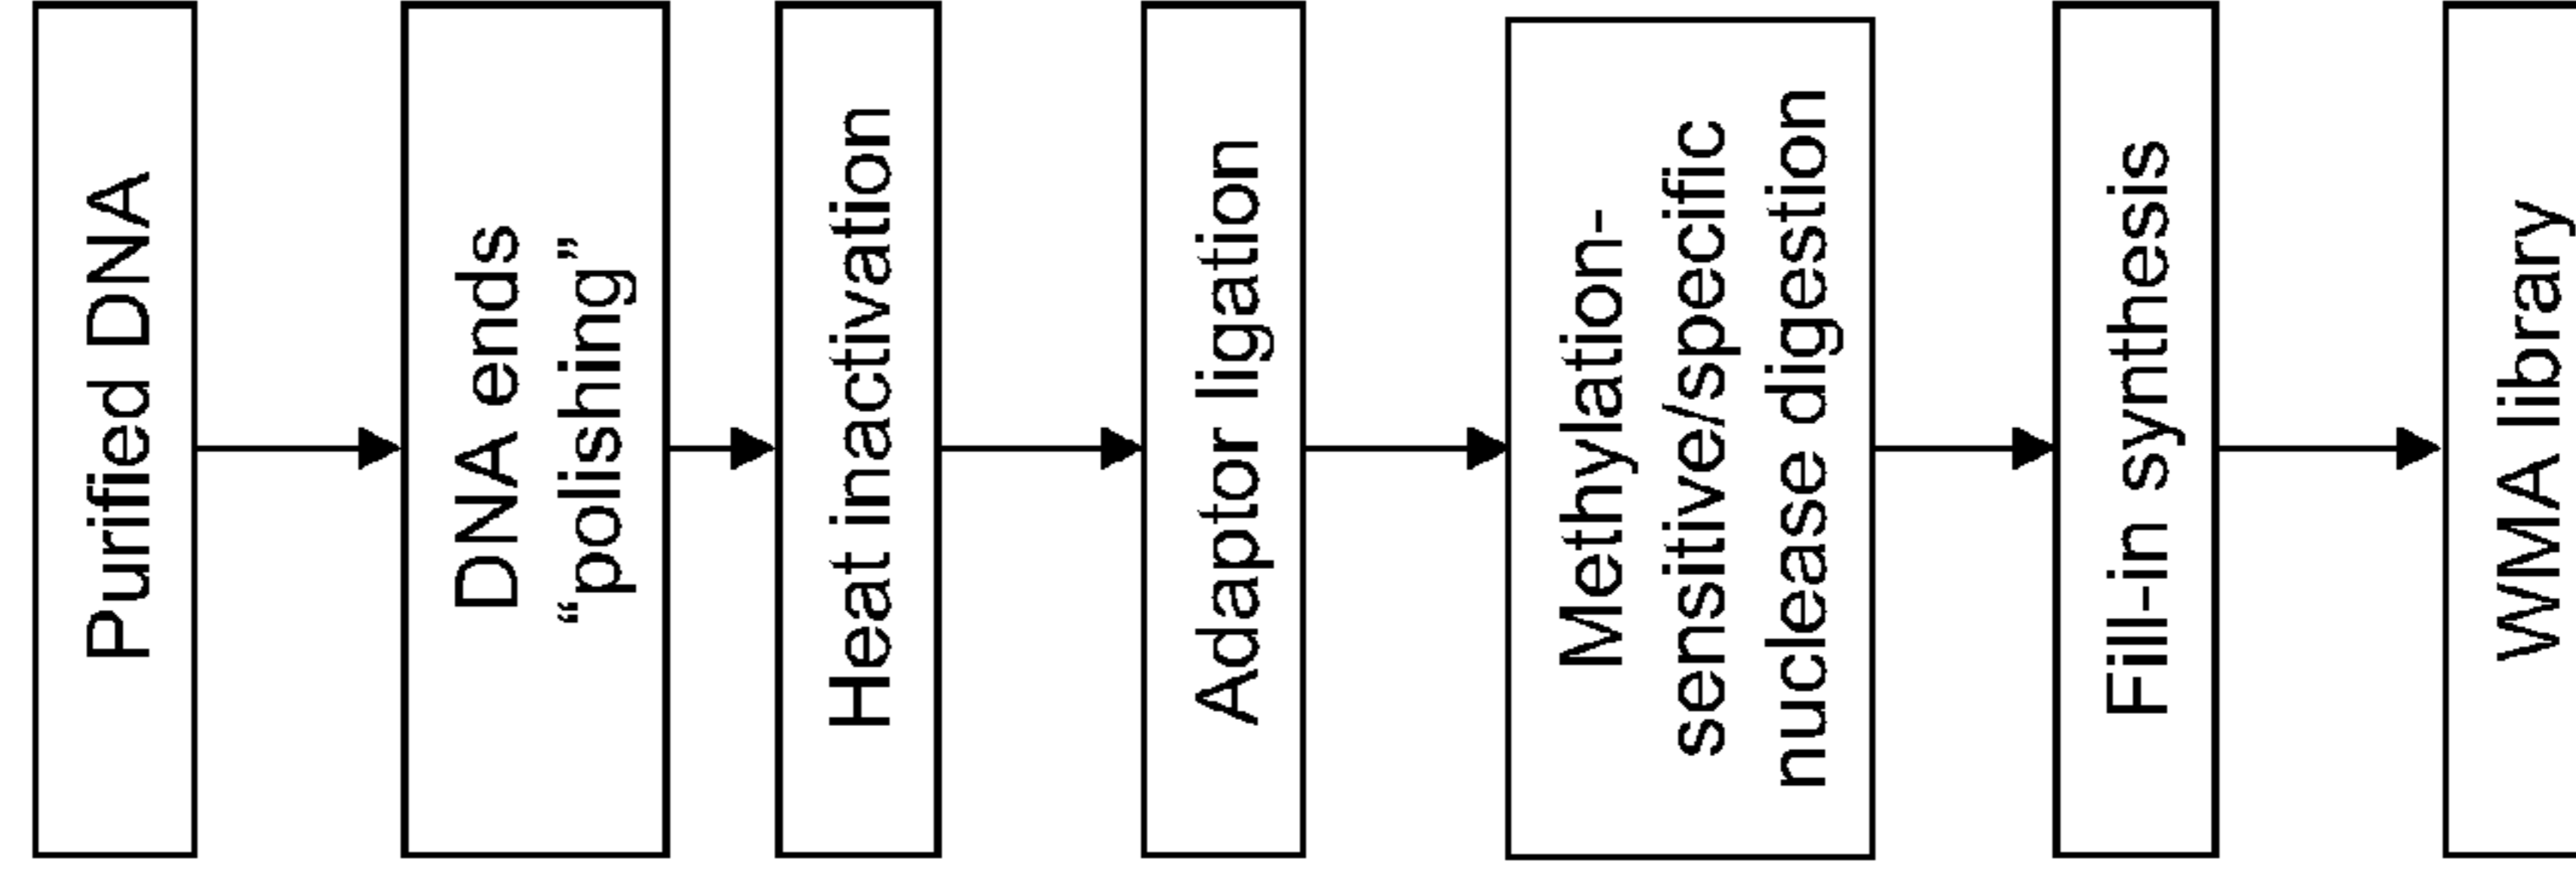 Purified DNA
DNA ends
“polishing”
Heat inactivation
Adaptor ligation
Methylation-
sensitive/specific
nuclease digestion
Fill-in synthesis
WMA library